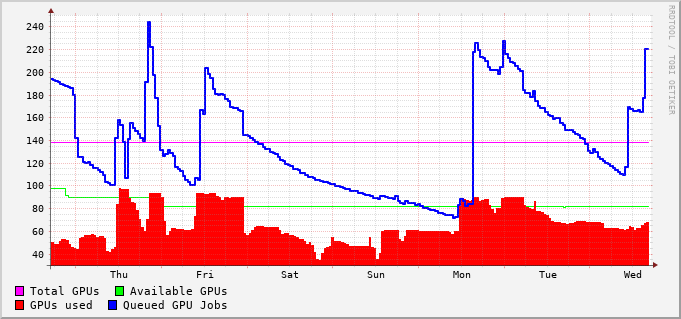 RRDTOOL / TOBI OETIKER
240
220
200
180
160
140
120
100
80
60
40
Thu Fri Sat Sun Mon Tue Wed
Total GPUs Available GPUs
GPUs used Queued GPU Jobs